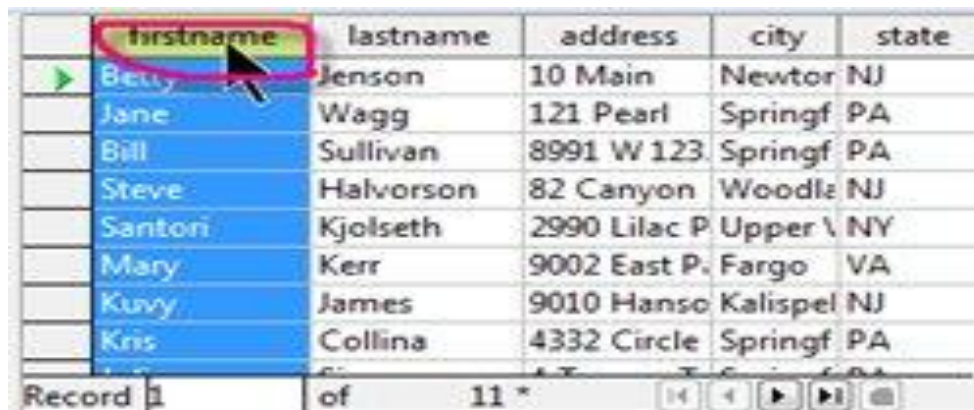 firstname lastname address city state
Betty Jenson 10 Main Newtor NJ
Jane Wagg 121 Pearl Springf PA
Bill Sullivan 8991 W 123. Springf PA
Steve Halvorson 82 Canyon Woodla NJ
Santori Kjolseth 2990 Lilac P Upper \ NY
Mary Kerr 9002 East P. Fargo VA
Kuvy James 9010 Hanso Kalispel NJ
Kris Collina 4332 Circle Springf PA
Record 1 of 11 *